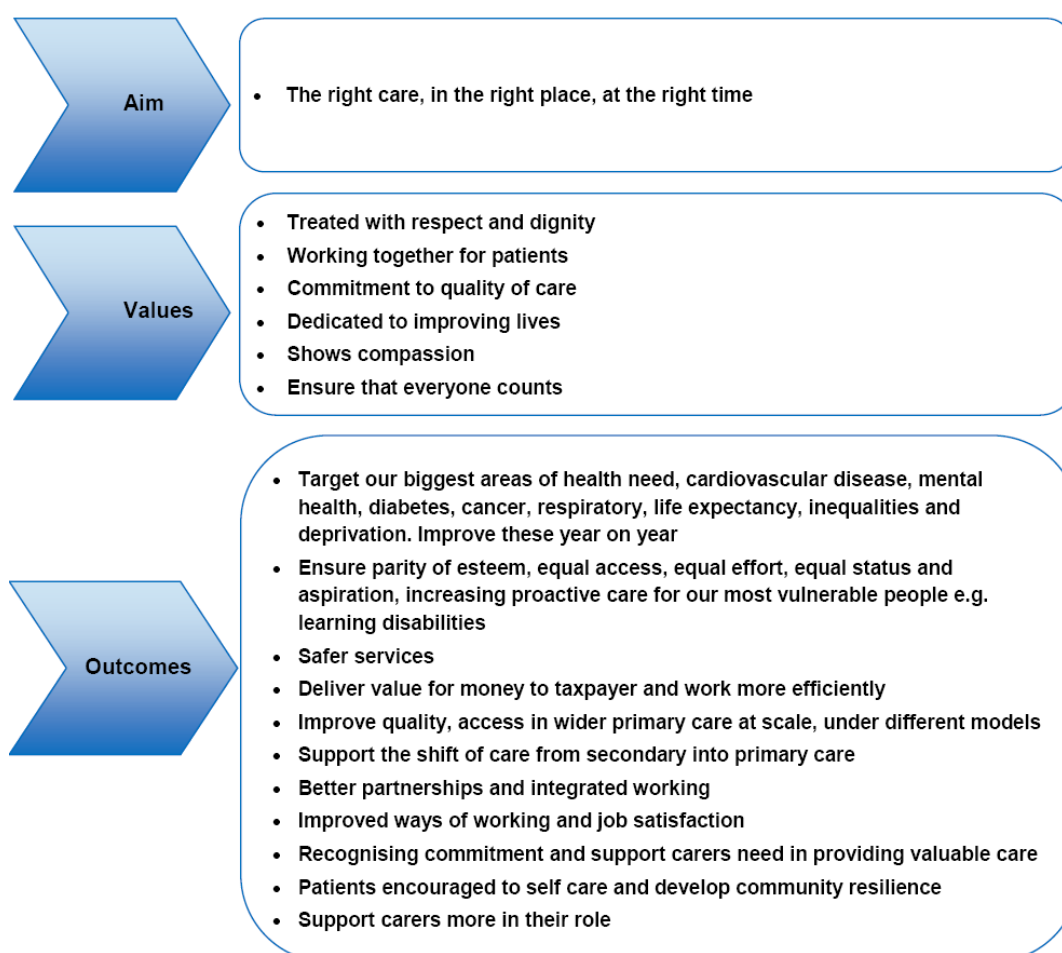 Aim
• The right care, in the right place, at the right time
Values
• Treated with respect and dignity
• Working together for patients
• Commitment to quality of care
• Dedicated to improving lives
• Shows compassion
• Ensure that everyone counts
Outcomes
• Target our biggest areas of health need, cardiovascular disease, mental
health, diabetes, cancer, respiratory, life expectancy, inequalities and
deprivation. Improve these year on year
• Ensure parity of esteem, equal access, equal effort, equal status and
aspiration, increasing proactive care for our most vulnerable people e.g.
learning disabilities
• Safer services
• Deliver value for money to taxpayer and work more efficiently
• Improve quality, access in wider primary care at scale, under different models
• Support the shift of care from secondary into primary care
• Better partnerships and integrated working
• Improved ways of working and job satisfaction
• Recognising commitment and support carers need in providing valuable care
• Patients encouraged to self care and develop community resilience
• Support carers more in their role